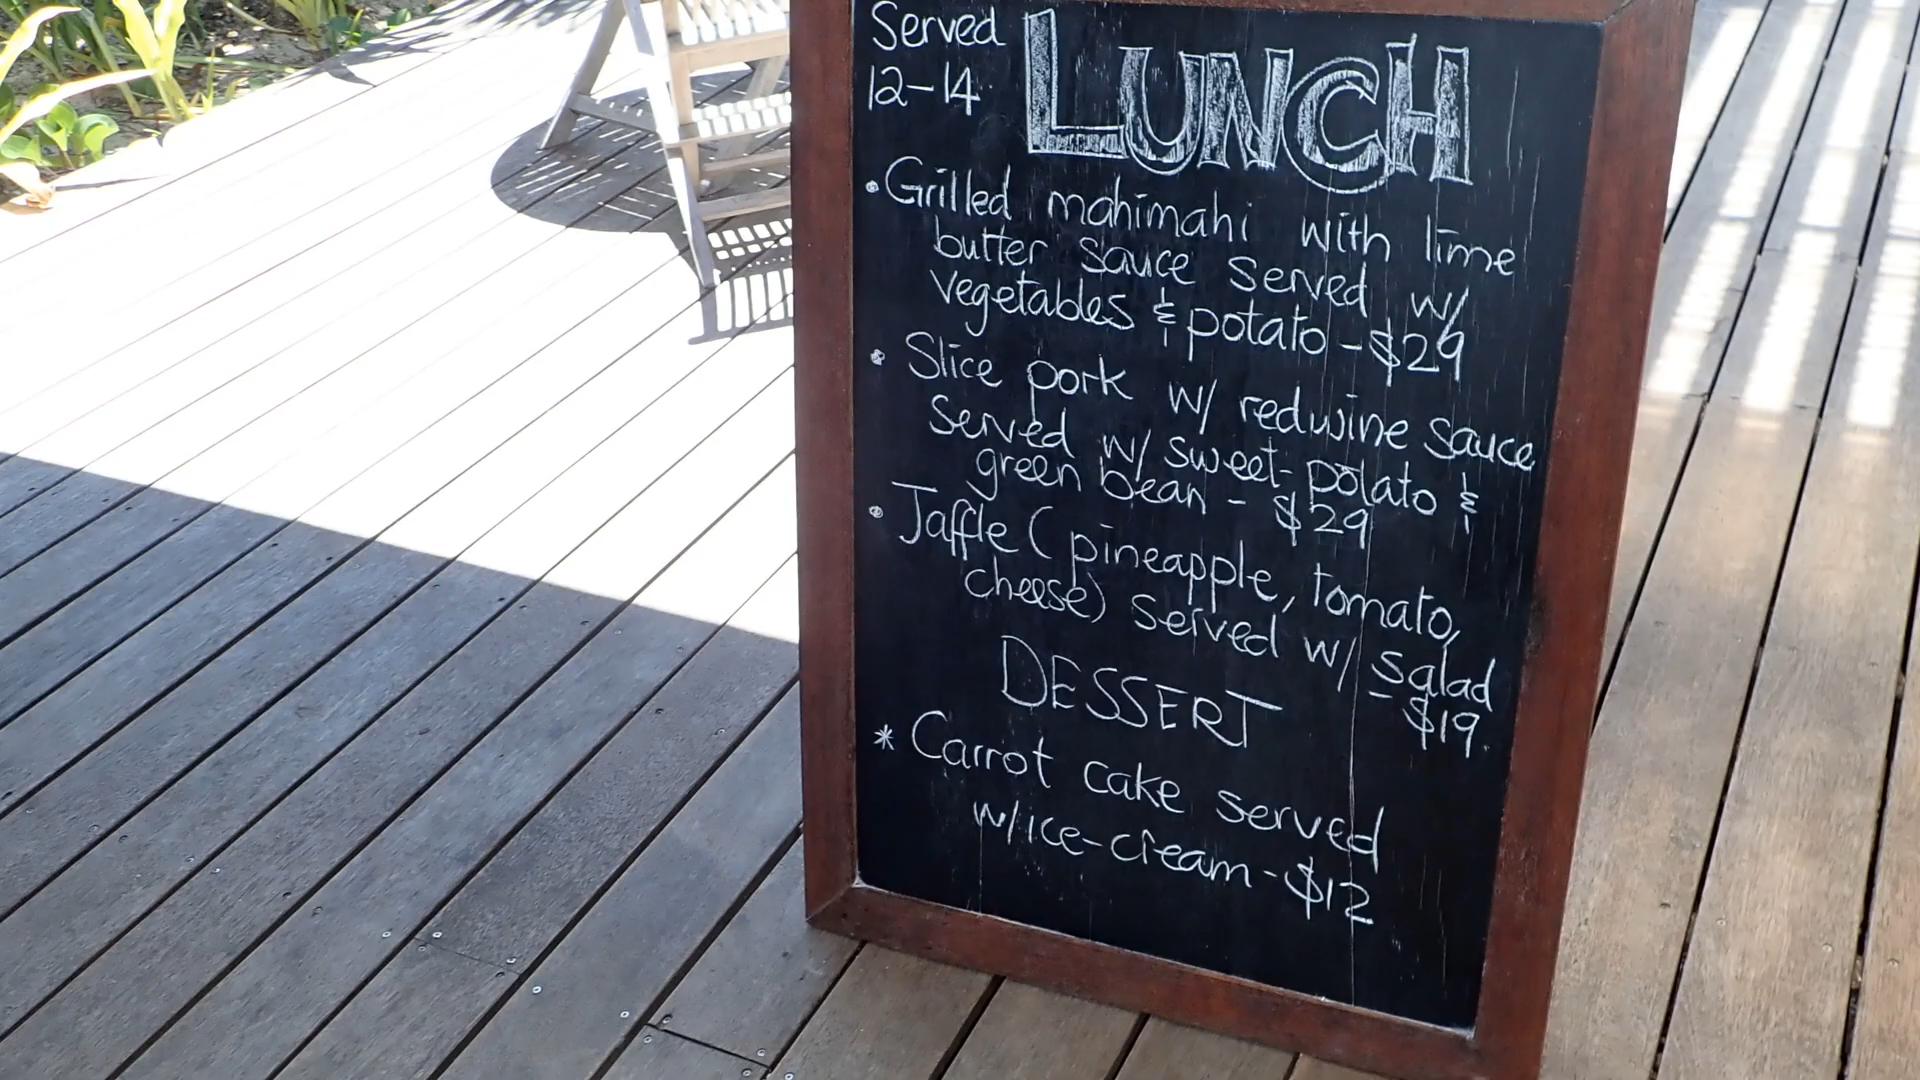 Served
12-14
LUNCH
• Grilled mahimahi with lime
butter sauce served w/
vegetables & potato - $29
• Slice pork w/ redwine sauce
served w/ sweet-potato &
green bean - $29
• Jaffle (pineapple, tomato,
cheese) served w/ salad
- $19.
DESSERT
* Carrot cake served
w/ice-cream - $12